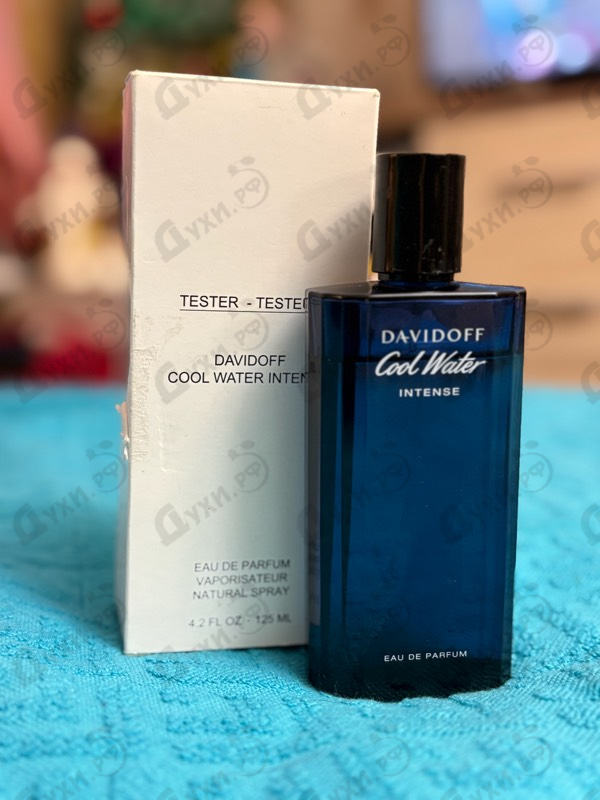 TESTER - TESTE
DAVIDOFF
COOL WATER INTEN
EAU DE PARFUM
VAPORISATEUR
NATURAL SPRAY
4.2 FL OZ - 125 ML
DAVIDOFF
Cool Water
INTENSE
EAU DE PARFUM
Духи.РФ